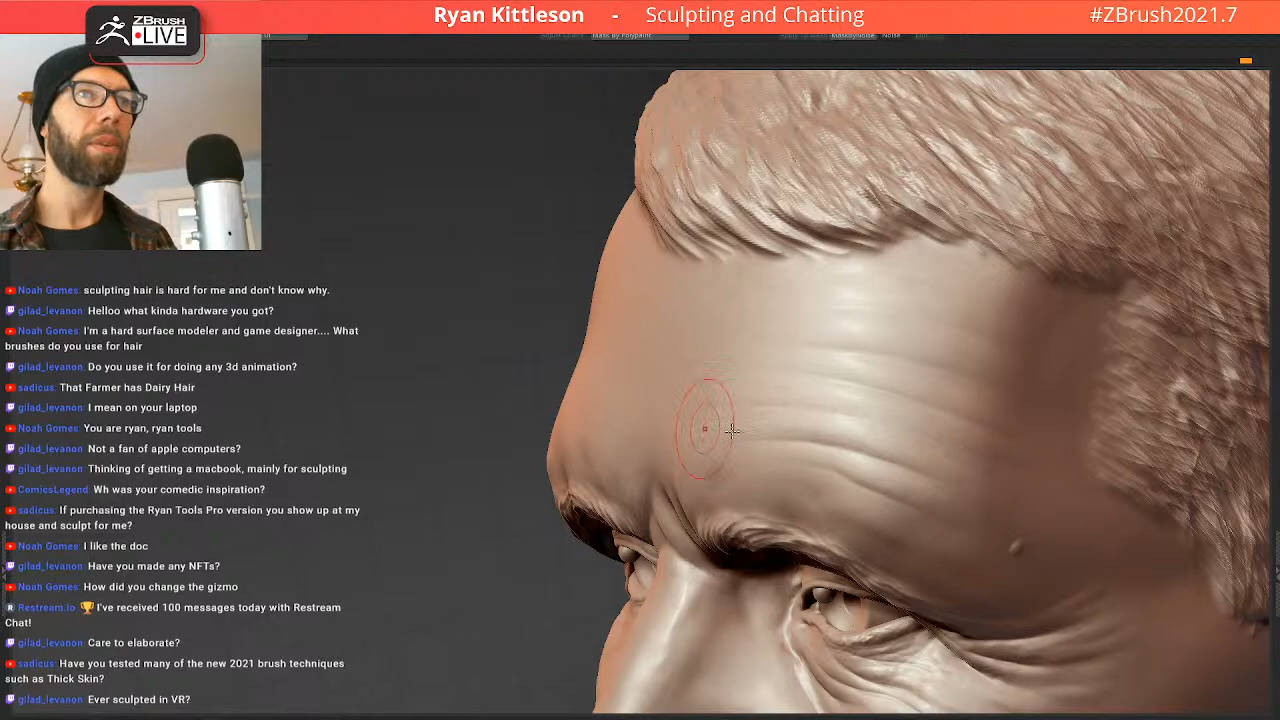 Ryan Kittleson - Sculpting and Chatting #ZBrush2021.7
ZBRUSH
LIVE
Mask By Polypaint
MaskByNoise Noise
Noah Gomes: sculpting hair is hard for me and don't know why.
gilad_levanon: Helloo what kinda hardware you got?
Noah Gomes: I'm a hard surface modeler and game designer.... What
brushes do you use for hair
gilad_levanon: Do you use it for doing any 3d animation?
sadicus: That Farmer has Dairy Hair
gilad_levanon: I mean on your laptop
Noah Gomes: You are ryan, ryan tools
gilad_levanon: Not a fan of apple computers?
gilad_levanon: Thinking of getting a macbook, mainly for sculpting
ComicsLegend: Wh was your comedic inspiration?
sadicus: If purchasing the Ryan Tools Pro version you show up at my
house and sculpt for me?
Noah Gomes: I like the doc
gilad_levanon: Have you made any NFTs?
Noah Gomes: How did you change the gizmo
Restream.io: 🏆 I've received 100 messages today with Restream
Chat!
gilad_levanon: Care to elaborate?
sadicus: Have you tested many of the new 2021 brush techniques
such as Thick Skin?
gilad_levanon: Ever sculpted in VR?